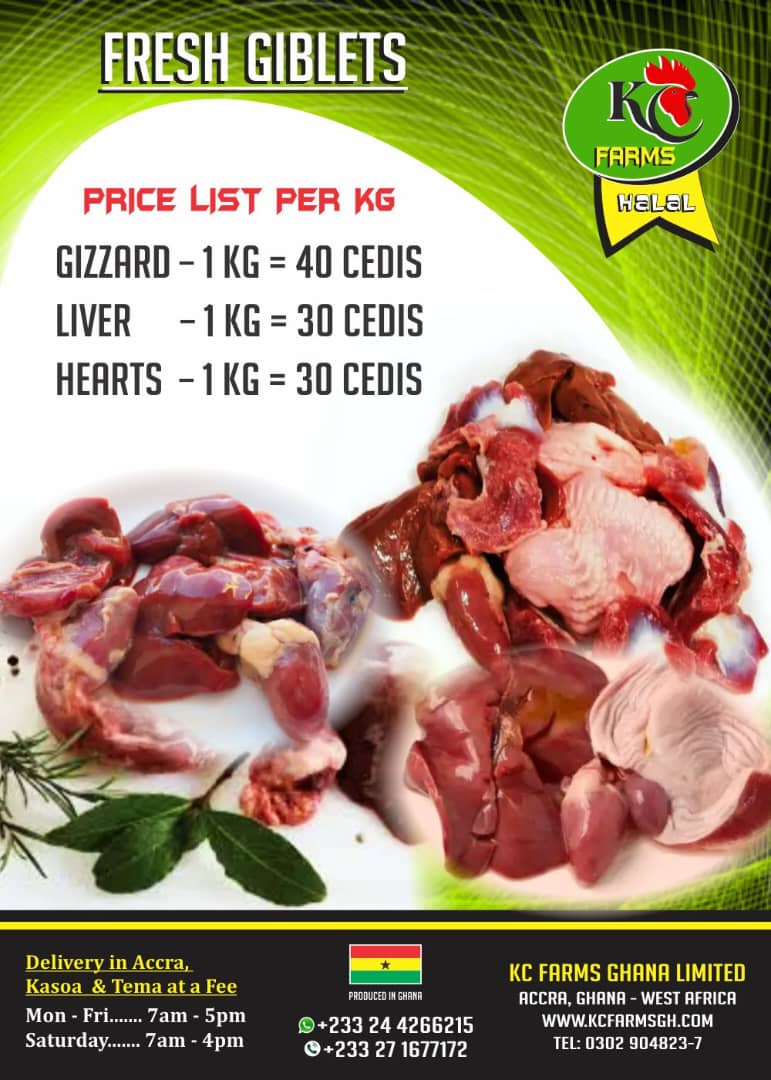 FRESH GIBLETS
KC
FARMS
HALAL
PRICE LIST PER KG
GIZZARD – 1 KG = 40 CEDIS
LIVER – 1 KG = 30 CEDIS
HEARTS – 1 KG = 30 CEDIS
Delivery in Accra,
Kasoa & Tema at a Fee
Mon - Fri....... 7am - 5pm
Saturday....... 7am - 4pm
PRODUCED IN GHANA
+233 24 4266215
+233 27 1677172
KC FARMS GHANA LIMITED
ACCRA, GHANA - WEST AFRICA
WWW.KCFARMSGH.COM
TEL: 0302 904823-7